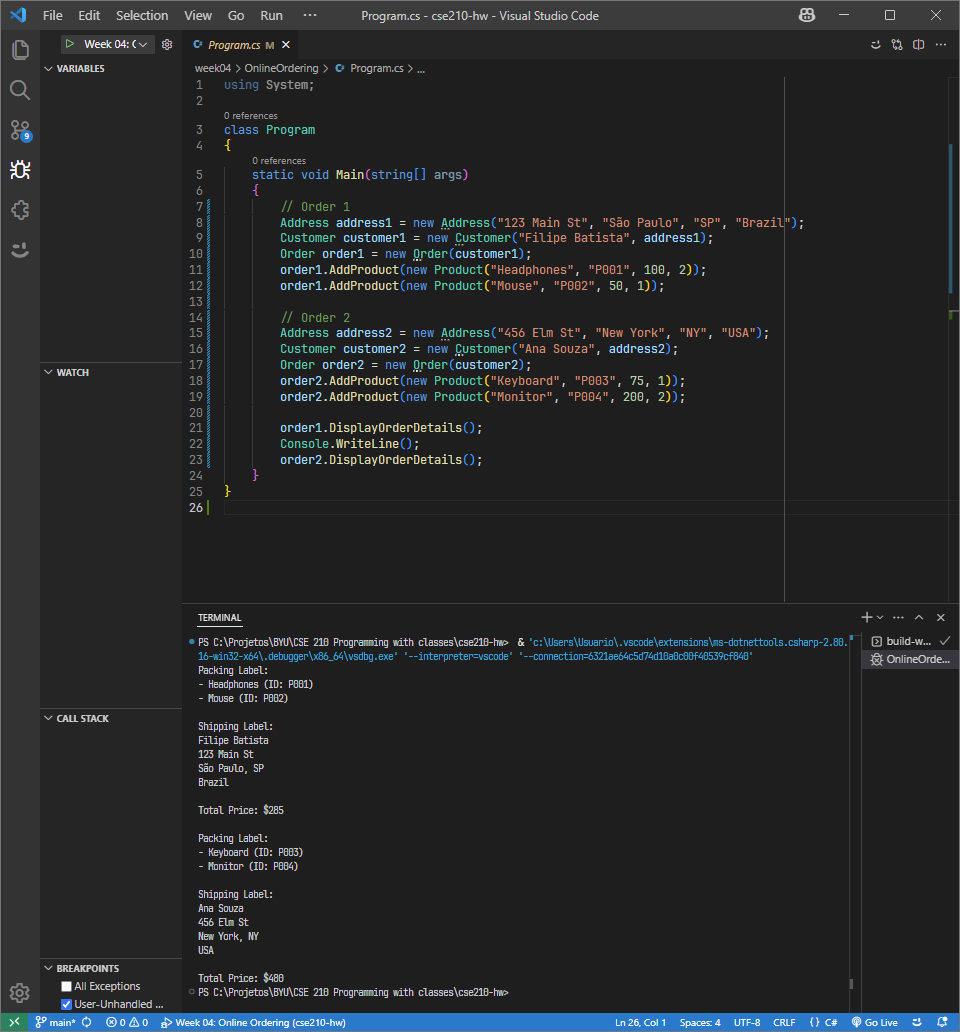 File Edit Selection View Go Run ··· Program.cs - cse210-hw - Visual Studio Code
Week 04: C
Program.cs M
VARIABLES
week04 > OnlineOrdering > Program.cs > ...
1 using System;
2
0 references
3 class Program
4 {
0 references
5 static void Main(string[] args)
6 {
7 // Order 1
8 Address address1 = new Address("123 Main St", "São Paulo", "SP", "Brazil");
9 Customer customer1 = new Customer("Filipe Batista", address1);
10 Order order1 = new Order(customer1);
11 order1.AddProduct(new Product("Headphones", "P001", 100, 2));
12 order1.AddProduct(new Product("Mouse", "P002", 50, 1));
13
14 // Order 2
15 Address address2 = new Address("456 Elm St", "New York", "NY", "USA");
16 Customer customer2 = new Customer("Ana Souza", address2);
17 Order order2 = new Order(customer2);
18 order2.AddProduct(new Product("Keyboard", "P003", 75, 1));
19 order2.AddProduct(new Product("Monitor", "P004", 200, 2));
20
21 order1.DisplayOrderDetails();
22 Console.WriteLine();
23 order2.DisplayOrderDetails();
24 }
25 }
26
9
WATCH
CALL STACK
BREAKPOINTS
All Exceptions
User-Unhandled ...
TERMINAL
build-w...
OnlineOrde...
PS C:\Projetos\BYU\CSE 210 Programming with classes\cse210-hw> & 'c:\Users\Usuario\.vscode\extensions\ms-dotnettools.csharp-2.80.
16-win32-x64\.debugger\x86_64\vsdbg.exe' '--interpreter=vscode' '--connection=6321ae64c5d74d10a0c00f40539cf840'
Packing Label:
- Headphones (ID: P001)
- Mouse (ID: P002)
Shipping Label:
Filipe Batista
123 Main St
São Paulo, SP
Brazil
Total Price: $285
Packing Label:
- Keyboard (ID: P003)
- Monitor (ID: P004)
Shipping Label:
Ana Souza
456 Elm St
New York, NY
USA
Total Price: $480
PS C:\Projetos\BYU\CSE 210 Programming with classes\cse210-hw>
main* 0 0 Week 04: Online Ordering (cse210-hw) Ln 26, Col 1 Spaces: 4 UTF-8 CRLF {} C# Go Live